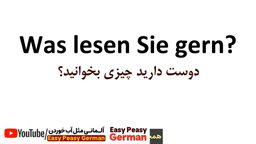 Was lesen Sie gern?
دوست دارید چیزی بخوانید؟
YouTube/
آلمانی مثل آب خوردن
Easy Peasy German
Easy Peasy
German